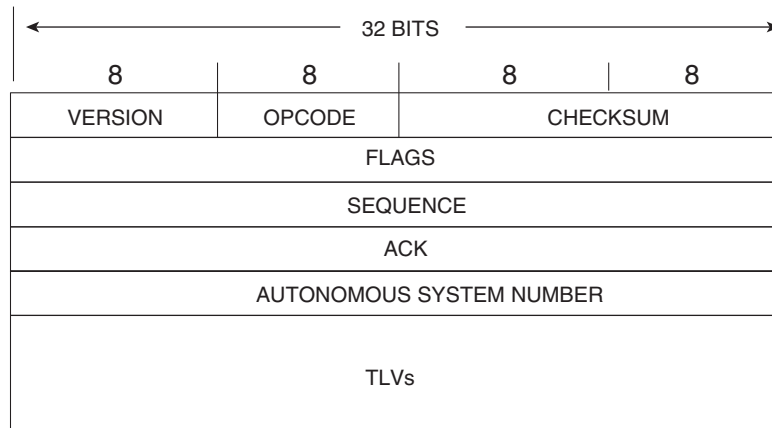 32 BITS
8 8 8 8
VERSION OPCODE CHECKSUM
FLAGS
SEQUENCE
ACK
AUTONOMOUS SYSTEM NUMBER
TLVs